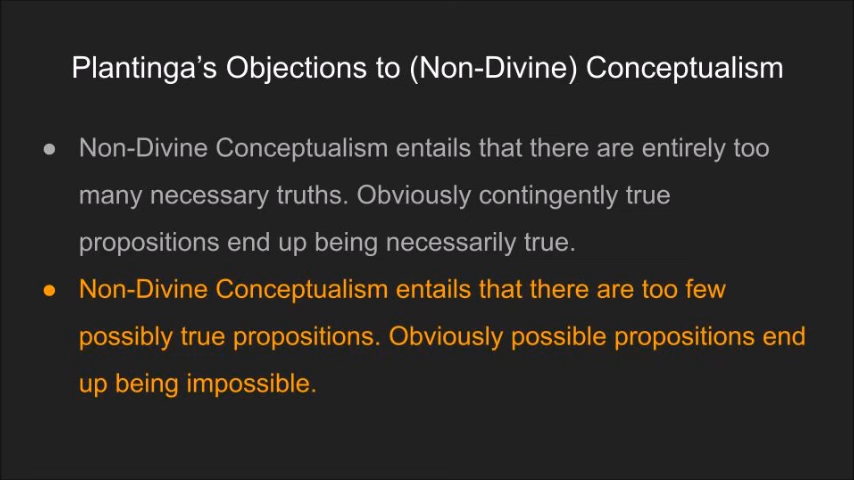 Plantinga's Objections to (Non-Divine) Conceptualism
● Non-Divine Conceptualism entails that there are entirely too
many necessary truths. Obviously contingently true
propositions end up being necessarily true.
● Non-Divine Conceptualism entails that there are too few
possibly true propositions. Obviously possible propositions end
up being impossible.